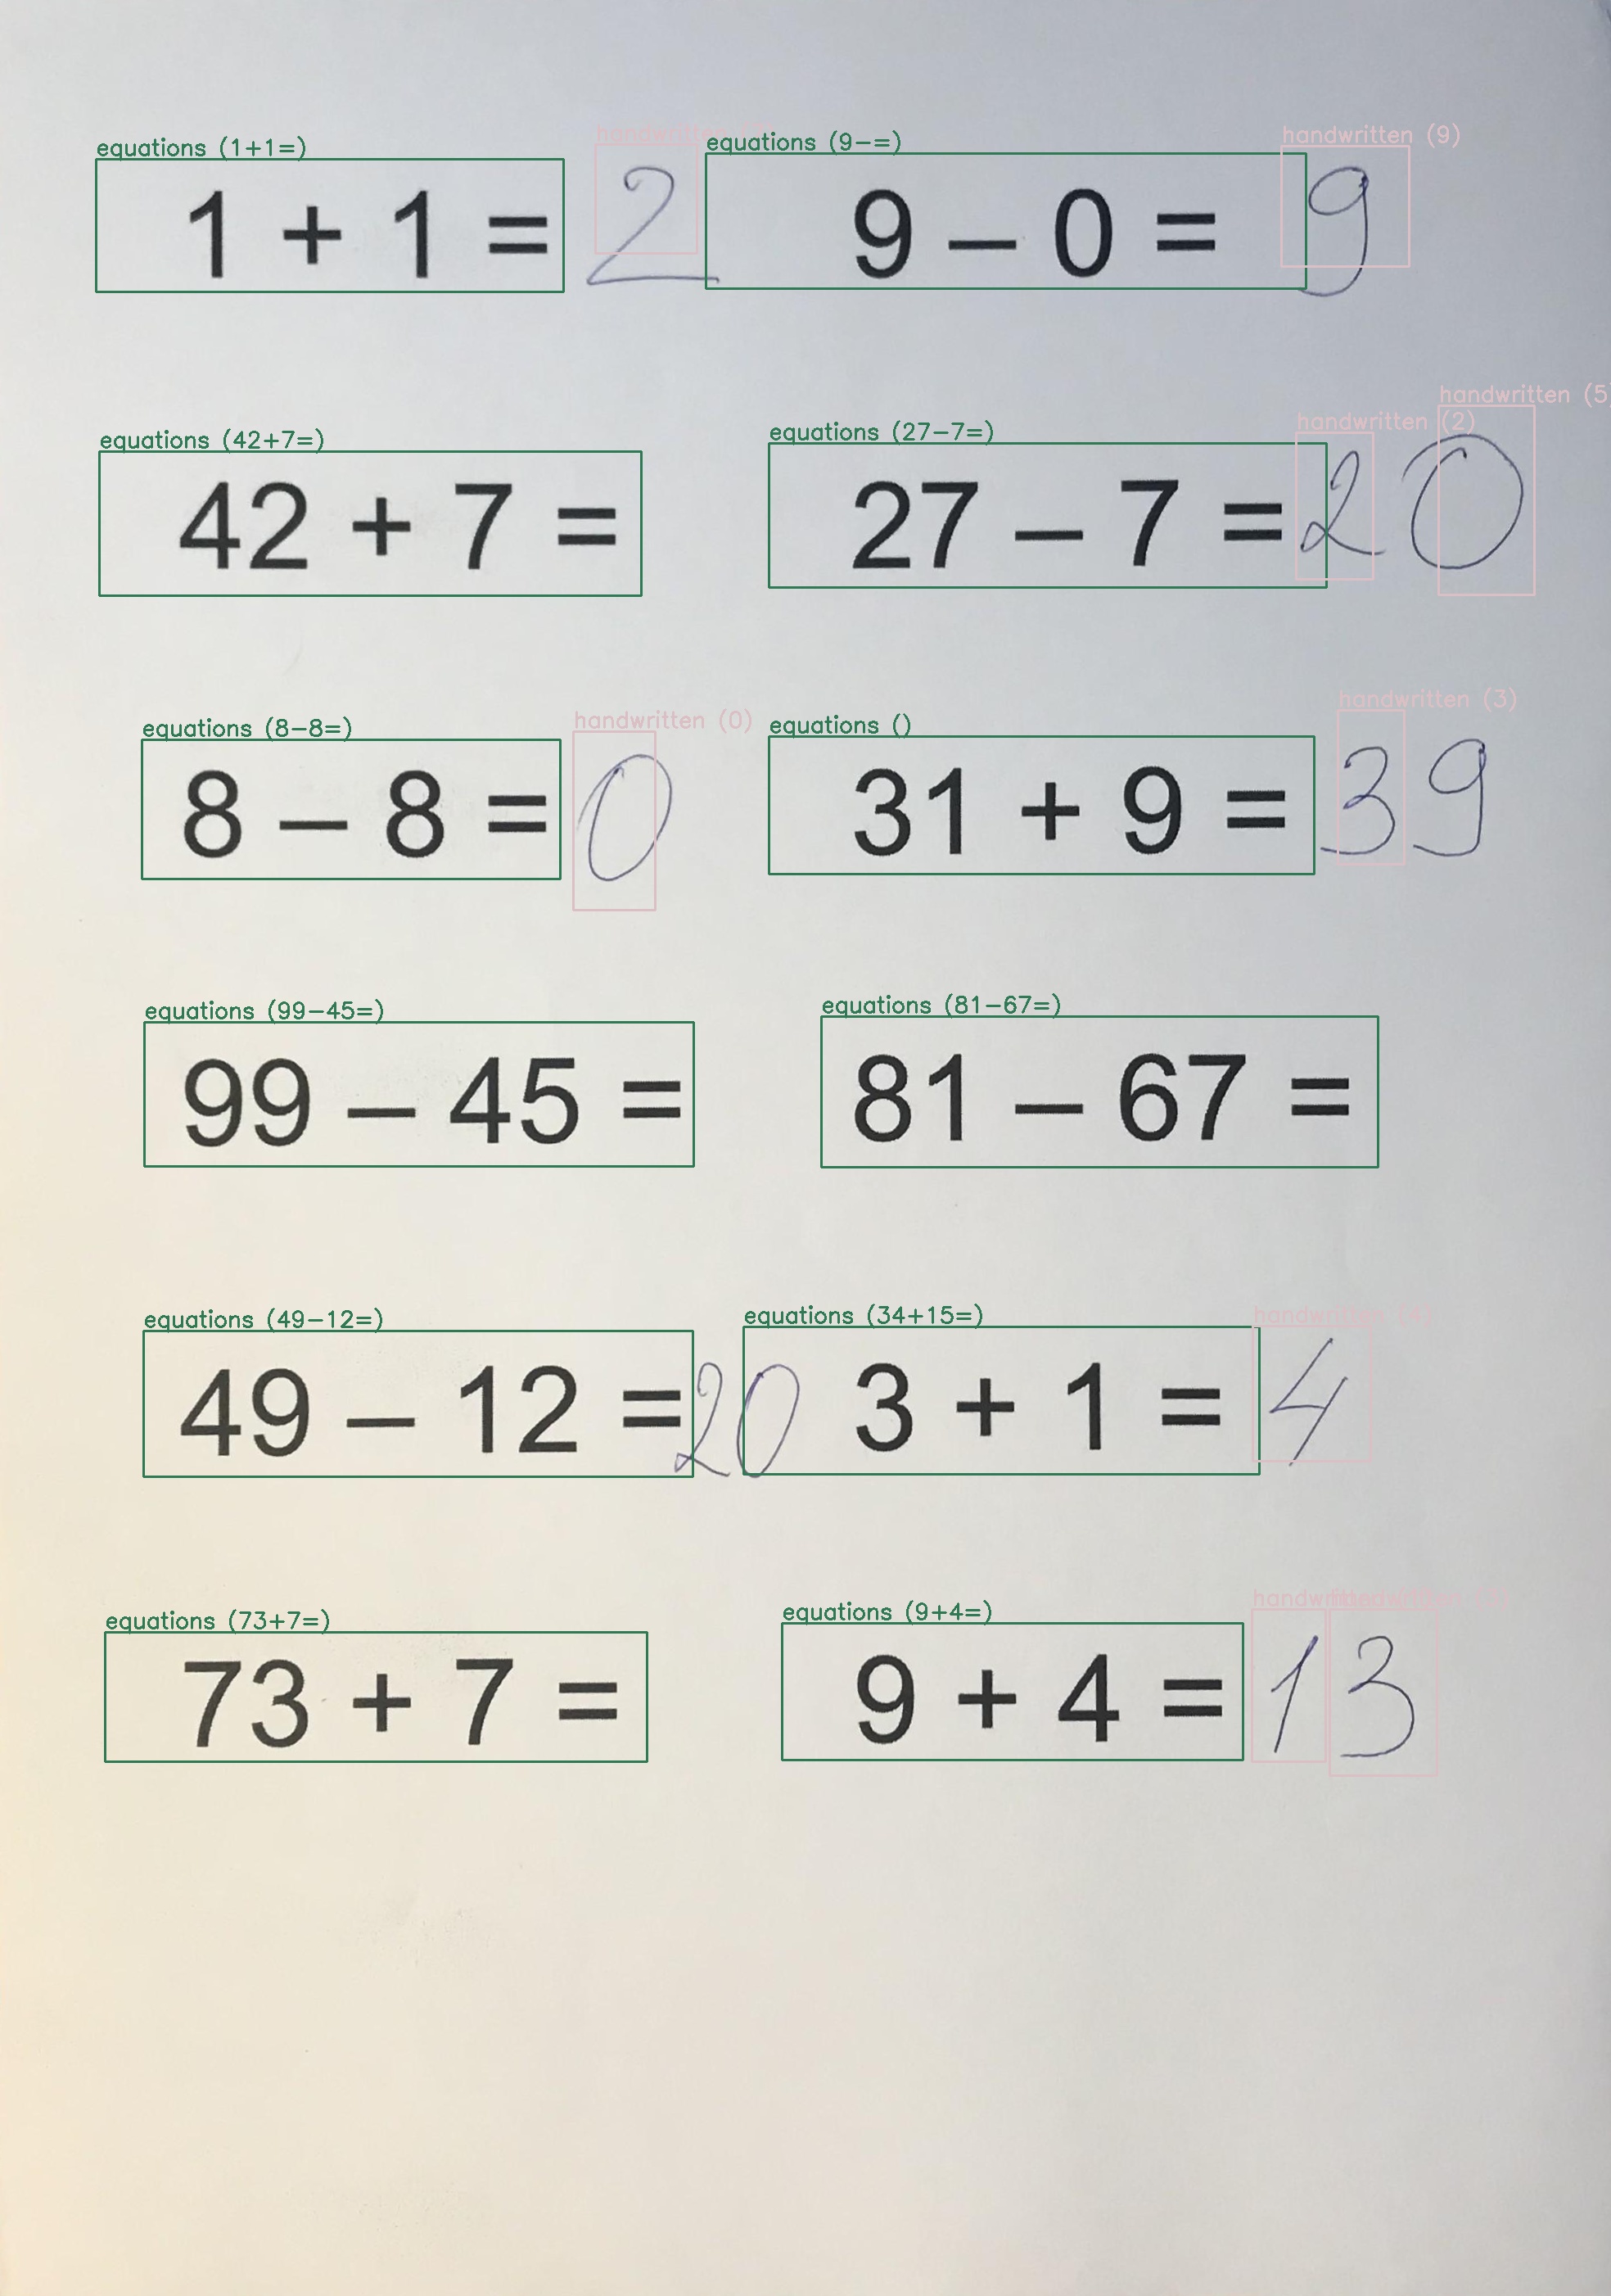 handwritten equations (9-=) handwritten (9)
equations (1+1=)
1 + 1 = 2 9 – 0 = 9
handwritten (5
handwritten (2)
equations (42+7=) equations (27-7=)
42 + 7 = 27 – 7 = 20
handwritten (3)
equations (8-8=) handwritten (0) equations ()
8 – 8 = 0 31 + 9 = 39
equations (99-45=) equations (81-67=)
99 – 45 = 81 – 67 =
equations (49-12=) equations (34+15=) handwritten (4)
49 – 12 = 20 3 + 1 = 4
equations (73+7=) equations (9+4=)
73 + 7 = 9 + 4 = 13